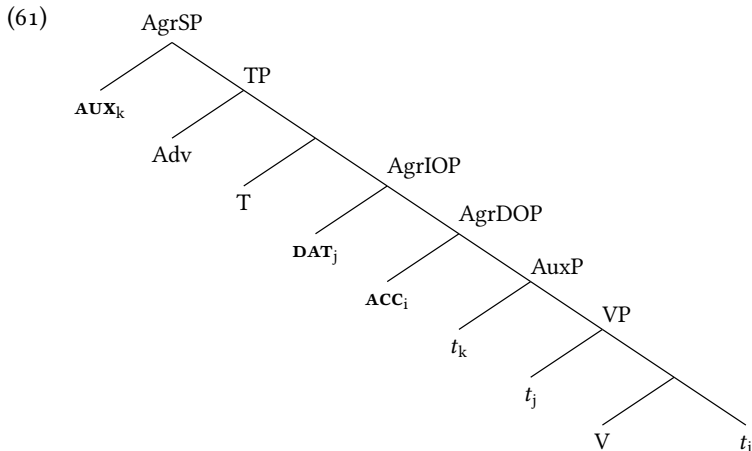 (61)
AgrSP
AUXk
TP
Adv
T
AgrIOP
DATj
AgrDOP
ACCi
AuxP
tk
VP
tj
V
ti